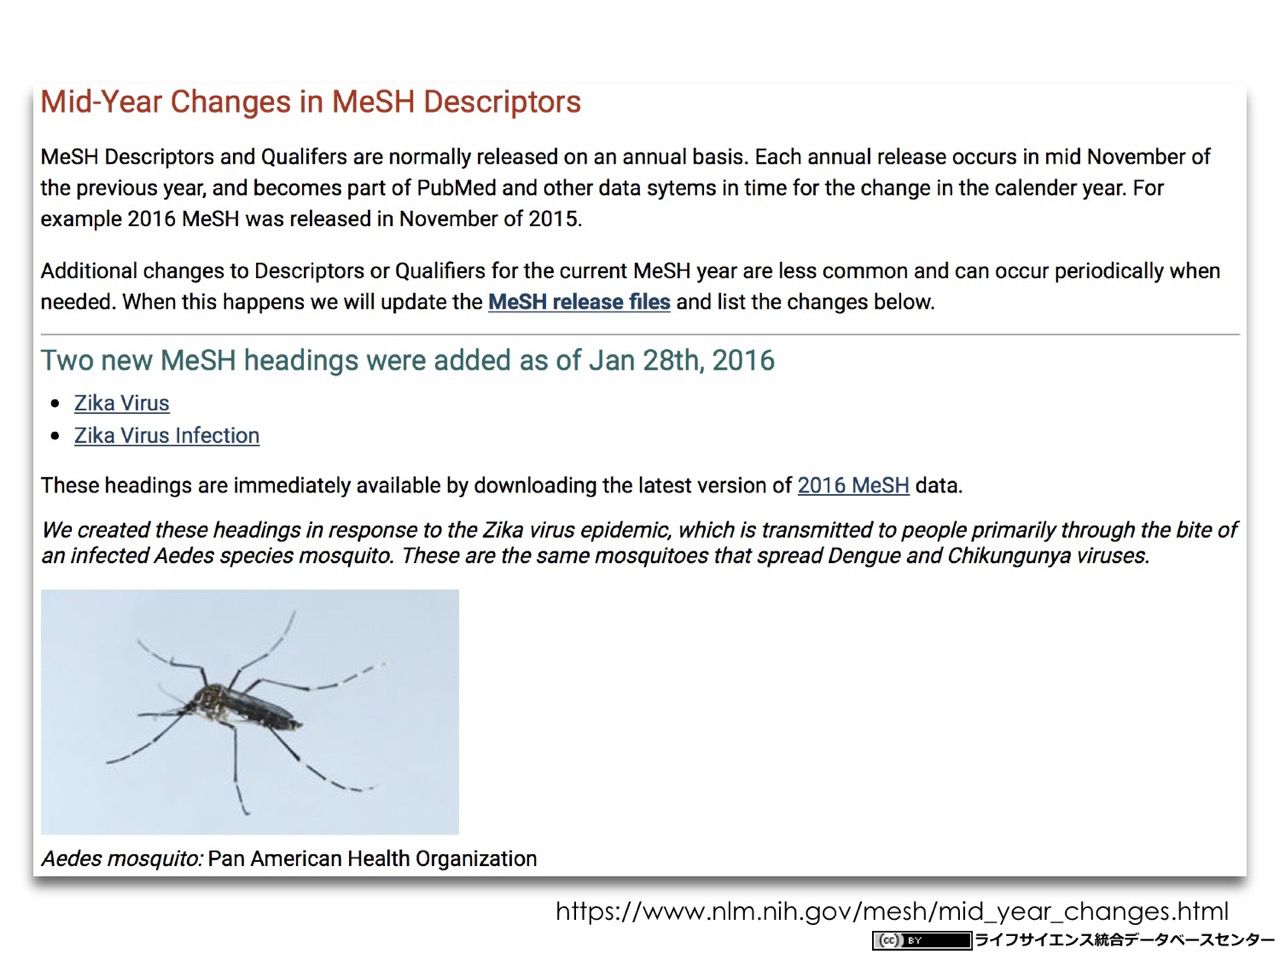 Mid-Year Changes in MeSH Descriptors
MeSH Descriptors and Qualifers are normally released on an annual basis. Each annual release occurs in mid November of
the previous year, and becomes part of PubMed and other data sytems in time for the change in the calender year. For
example 2016 MeSH was released in November of 2015.
Additional changes to Descriptors or Qualifiers for the current MeSH year are less common and can occur periodically when
needed. When this happens we will update the MeSH release files and list the changes below.
Two new MeSH headings were added as of Jan 28th, 2016
• Zika Virus
• Zika Virus Infection
These headings are immediately available by downloading the latest version of 2016 MeSH data.
We created these headings in response to the Zika virus epidemic, which is transmitted to people primarily through the bite of
an infected Aedes species mosquito. These are the same mosquitoes that spread Dengue and Chikungunya viruses.
Aedes mosquito: Pan American Health Organization
https://www.nlm.nih.gov/mesh/mid_year_changes.html
(cc) BY ライフサイエンス統合データベースセンター